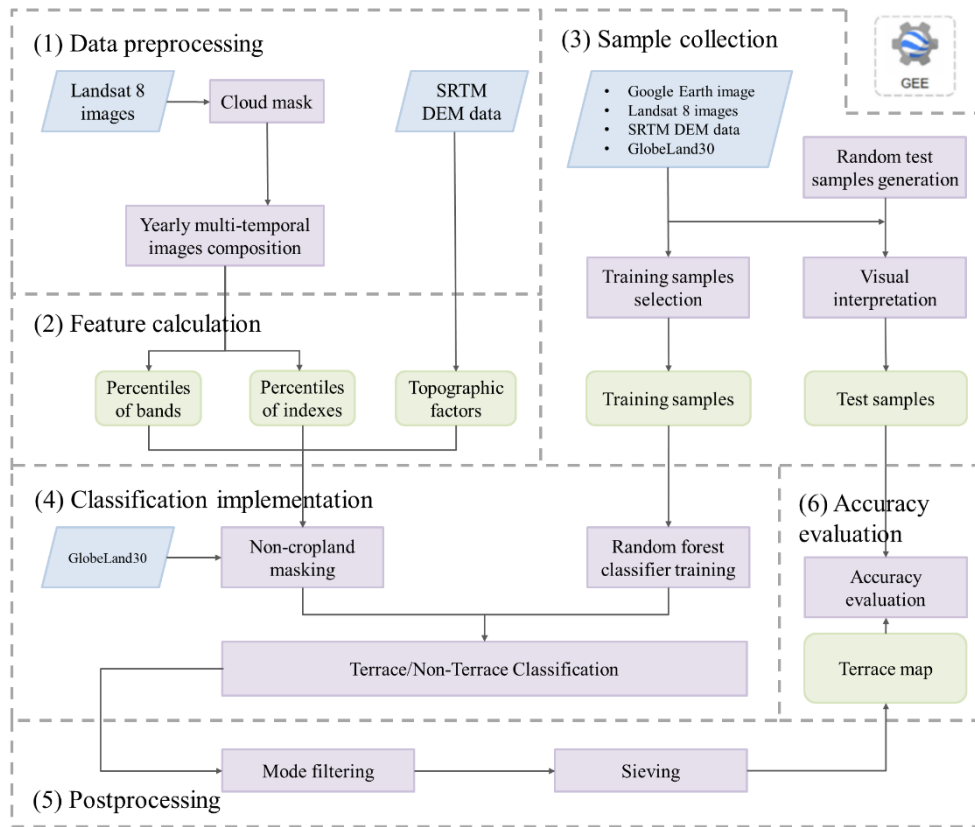 (1) Data preprocessing
Landsat 8
images
Cloud mask
SRTM
DEM data
Yearly multi-temporal
images composition
(2) Feature calculation
Percentiles
of bands
Percentiles
of indexes
Topographic
factors
(3) Sample collection
GEE
• Google Earth image
• Landsat 8 images
• SRTM DEM data
• GlobeLand30
Random test
samples generation
Training samples
selection
Visual
interpretation
Training samples
Test samples
(4) Classification implementation
GlobeLand30
Non-cropland
masking
Random forest
classifier training
Terrace/Non-Terrace Classification
(6) Accuracy
evaluation
Accuracy
evaluation
Terrace map
Mode filtering
Sieving
(5) Postprocessing